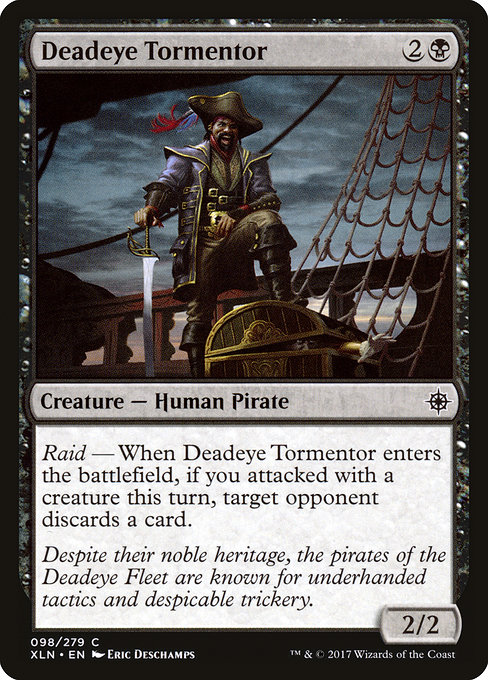 Deadeye Tormentor 2
Creature — Human Pirate
Raid — When Deadeye Tormentor enters
the battlefield, if you attacked with a
creature this turn, target opponent
discards a card.
Despite their noble heritage, the pirates of the
Deadeye Fleet are known for underhanded
tactics and despicable trickery.
2/2
098/279 C
XLN • EN Eric Deschamps
™ & © 2017 Wizards of the Coast